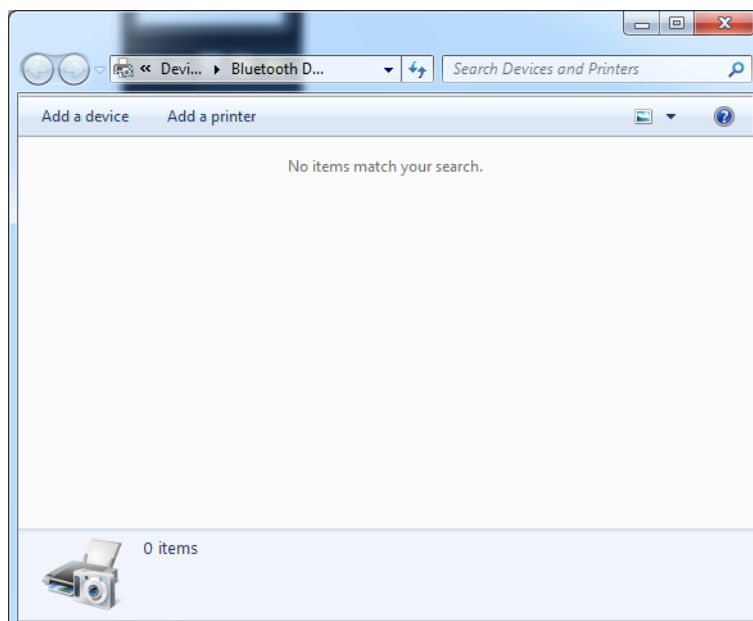 « Devi... ▸ Bluetooth D... Search Devices and Printers
Add a device Add a printer
No items match your search.
0 items